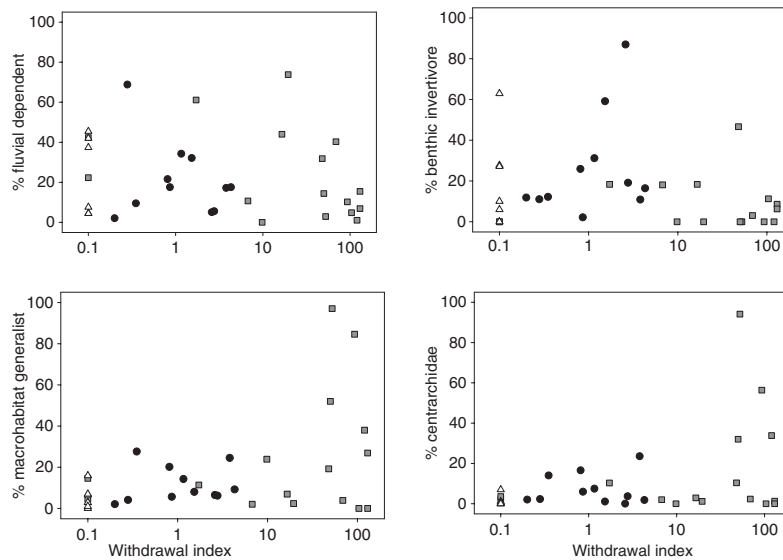 % fluvial dependent
100
80
60
40
20
0
0.1 1 10 100
% benthic invertivore
100
80
60
40
20
0
0.1 1 10 100
% macrohabitat generalist
100
80
60
40
20
0
0.1 1 10 100
Withdrawal index
% centrarchidae
100
80
60
40
20
0
0.1 1 10 100
Withdrawal index